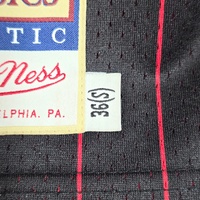 TIC
Ness
LPHIA, PA.
36(S)